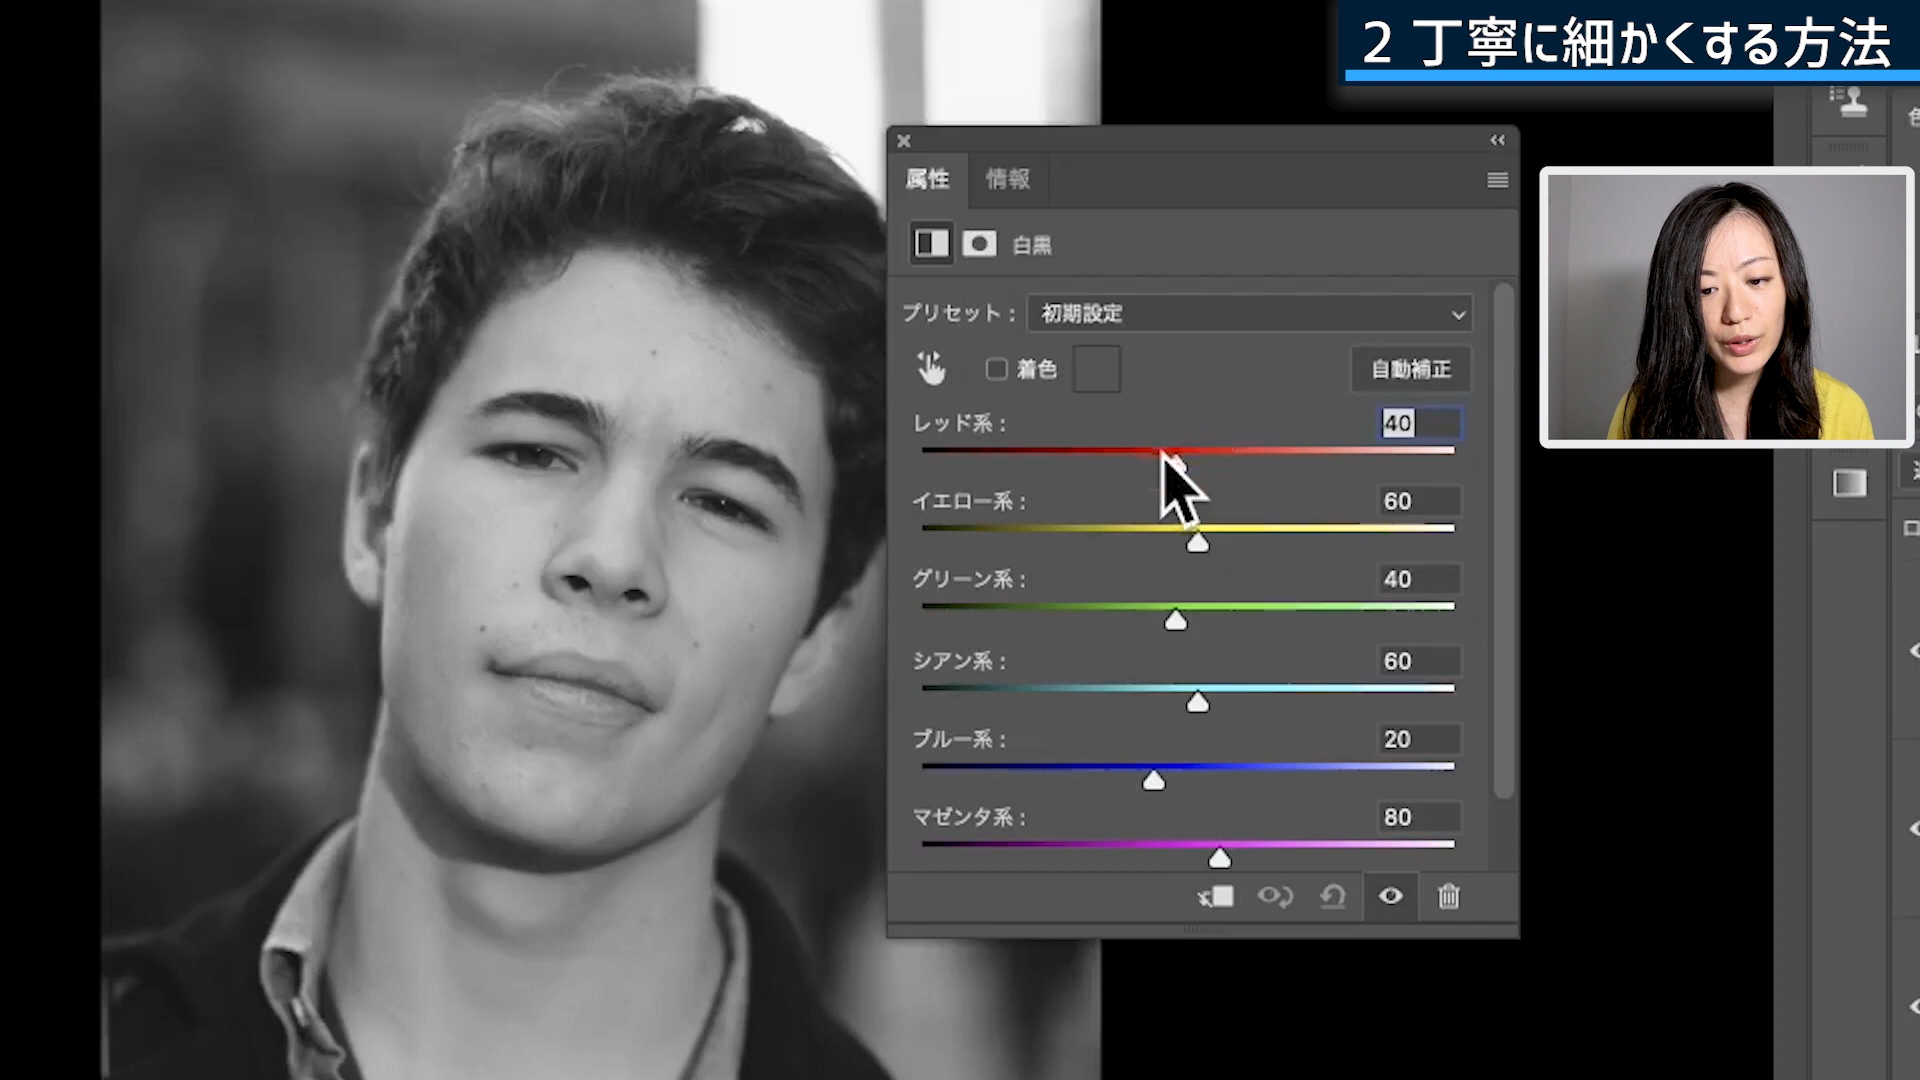 2 丁寧に細かくする方法
属性 情報
白黒
プリセット： 初期設定
着色 自動補正
レッド系： 40
イエロー系： 60
グリーン系： 40
シアン系： 60
ブルー系： 20
マゼンタ系： 80